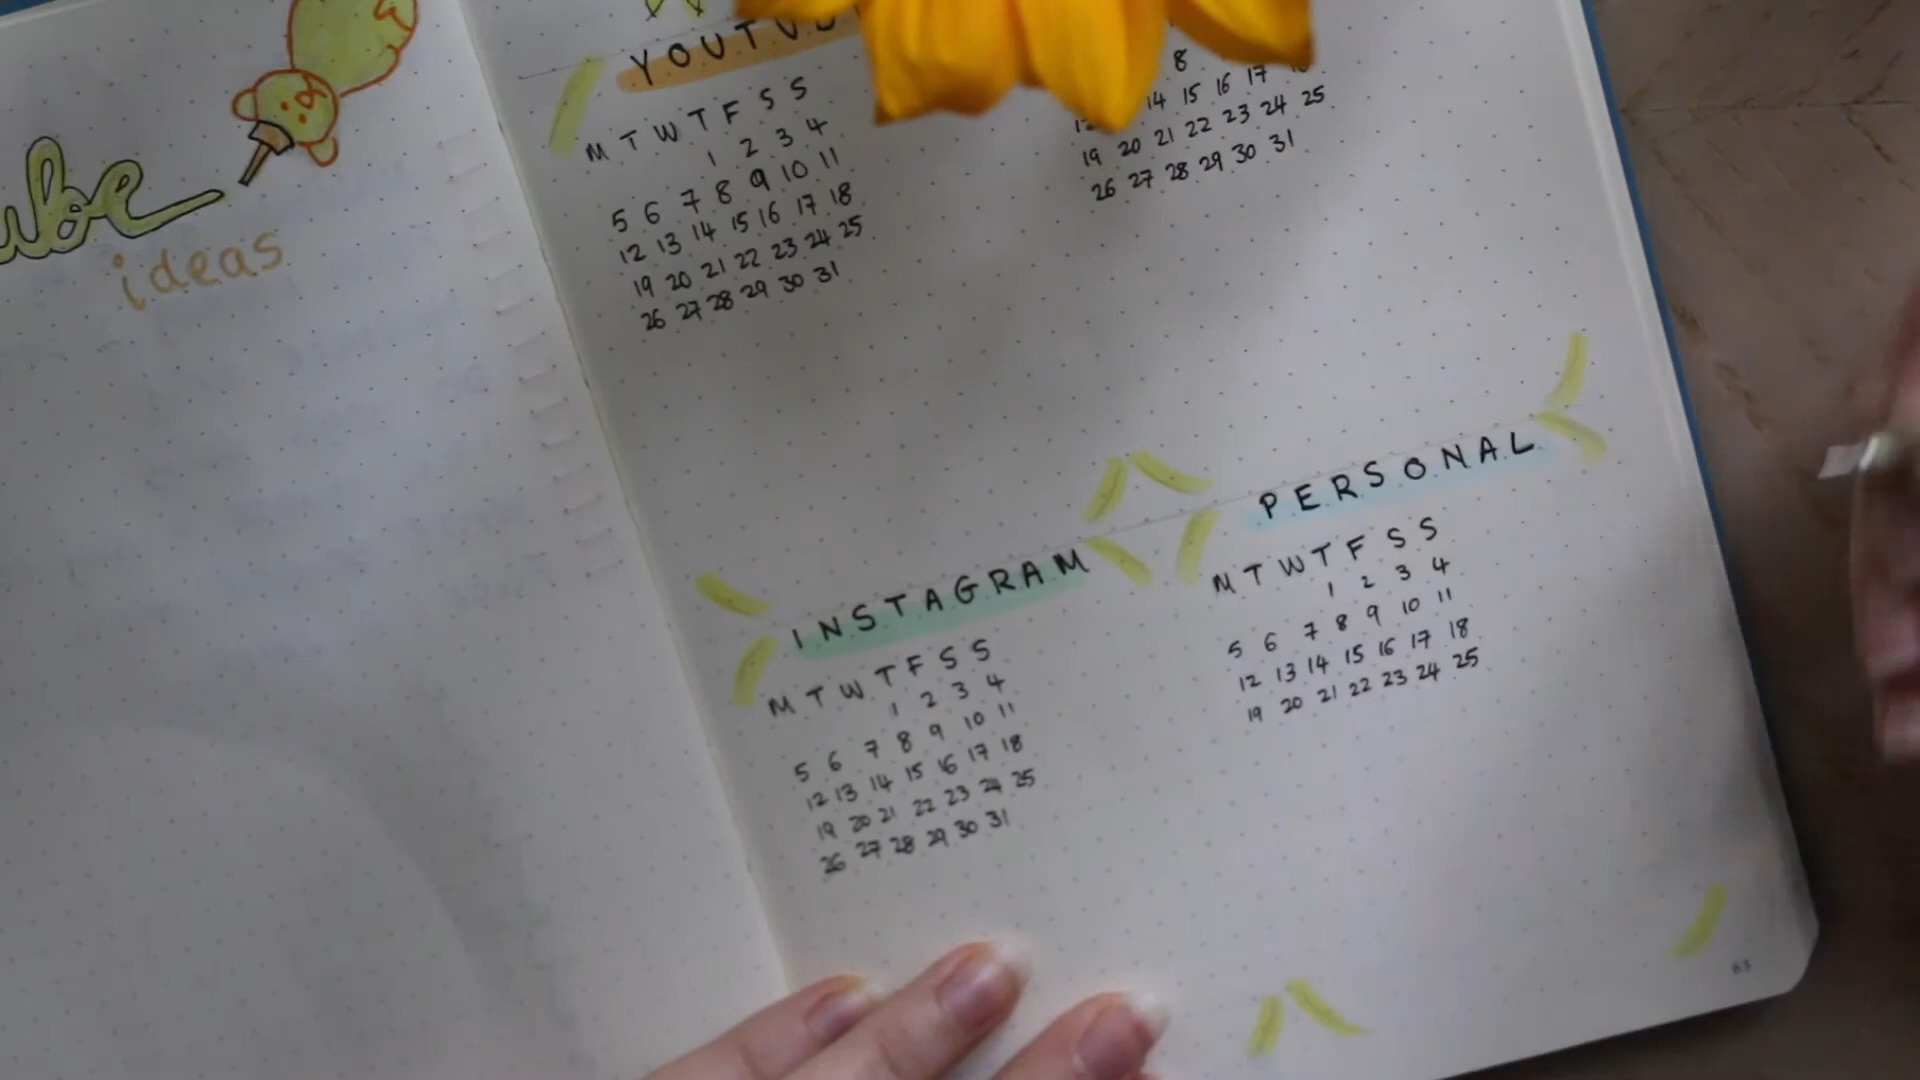 ube
ideas
YOUTU
M T W T F S S
1 2 3 4
5 6 7 8 9 10 11
12 13 14 15 16 17 18
19 20 21 22 23 24 25
26 27 28 29 30 31
8
14 15 16 17
19 20 21 22 23 24 25
26 27 28 29 30 31
INSTAGRAM
M T W T F S S
1 2 3 4
5 6 7 8 9 10 11
12 13 14 15 16 17 18
19 20 21 22 23 24 25
26 27 28 29 30 31
PERSONAL
M T W T F S S
1 2 3 4
5 6 7 8 9 10 11
12 13 14 15 16 17 18
19 20 21 22 23 24 25
63